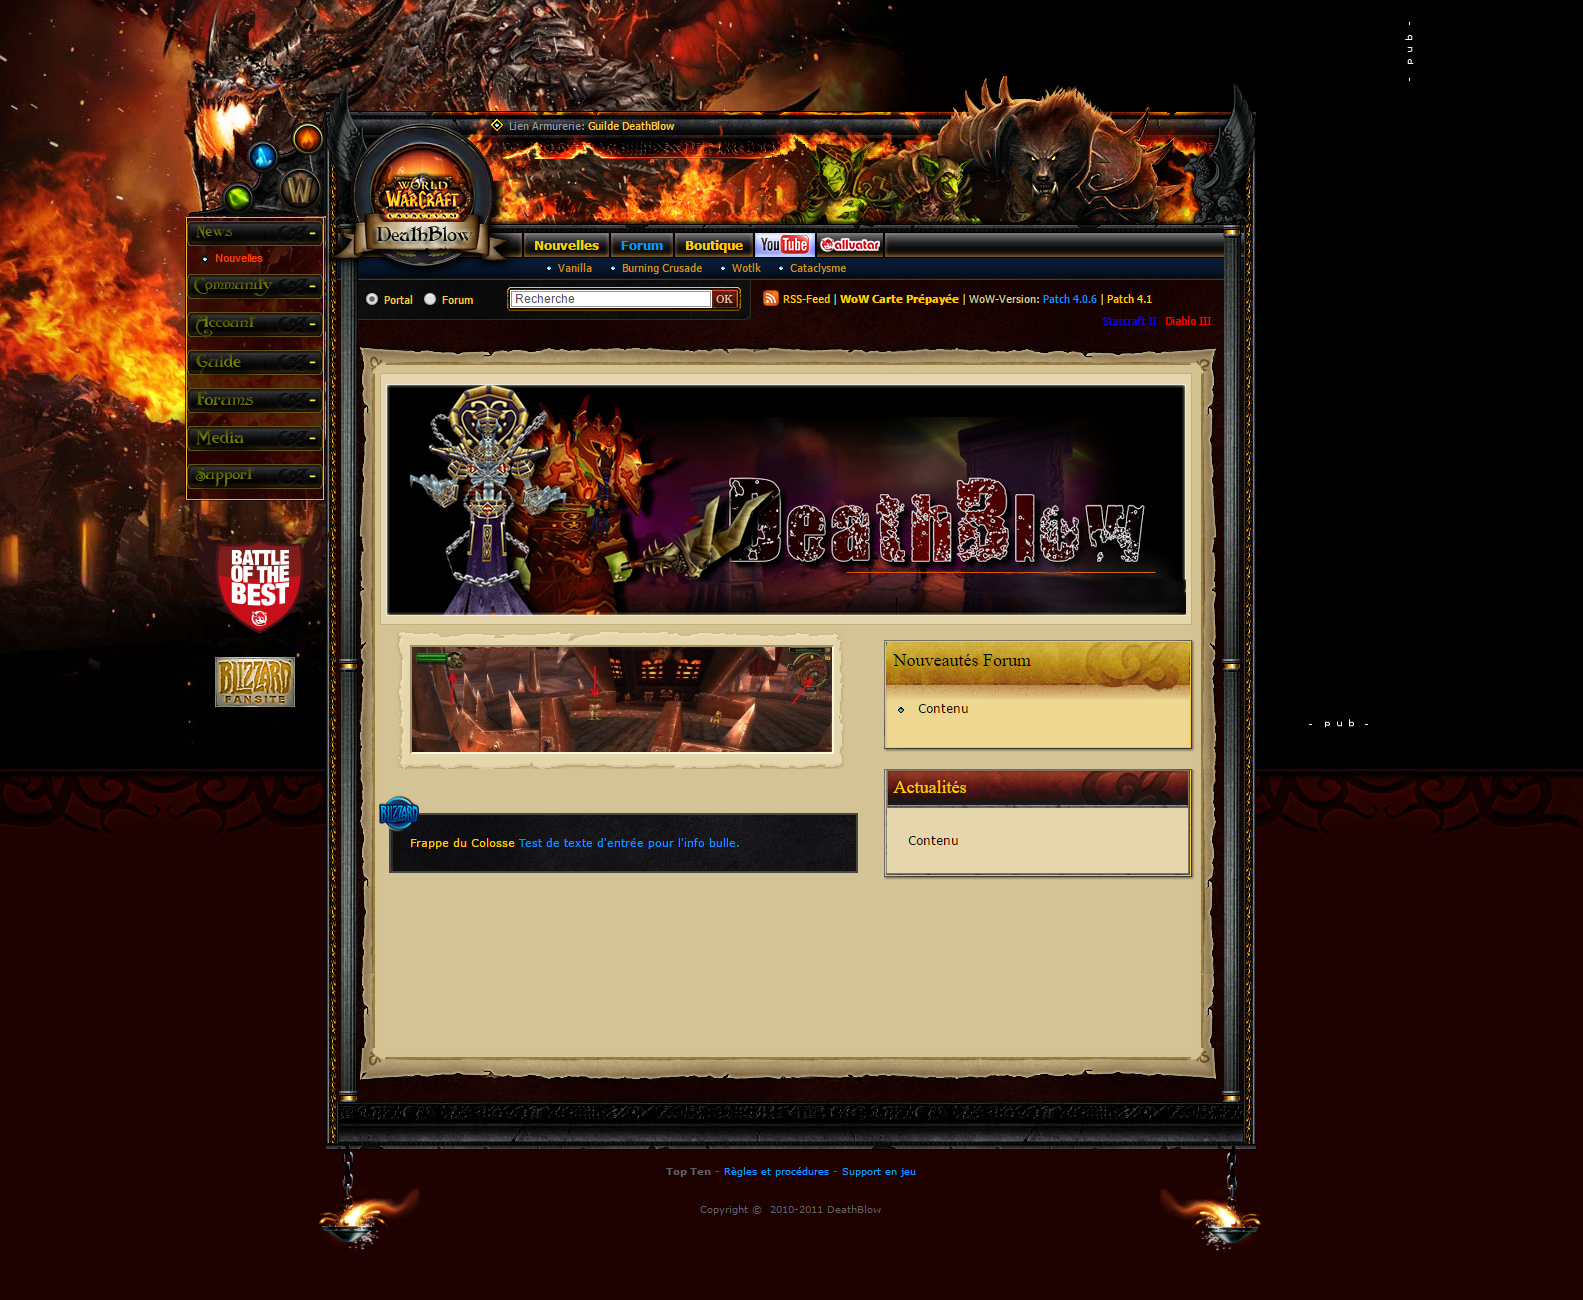 - pub -
Lien Armurerie: Guilde DeathBlow
W
WORLD
WARCRAFT
CATACLYSM
DeathBlow
Nouvelles
Forum
Boutique
YouTube
allvatar
Vanilla
Burning Crusade
Wotlk
Cataclysme
News
Nouvelles
Community
Account
Guide
Forums
Media
Support
Portal
Forum
Recherche
OK
RSS-Feed | WoW Carte Prépayée | WoW-Version: Patch 4.0.6 | Patch 4.1
Starcraft II Diablo III
DeathBlow
BATTLE
OF THE
BEST
BLIZZARD
FANSITE
Nouveautés Forum
Contenu
- pub -
Actualités
Contenu
BLIZZARD
Frappe du Colosse Test de texte d'entrée pour l'info bulle.
Top Ten - Règles et procédures - Support en jeu
Copyright © 2010-2011 DeathBlow